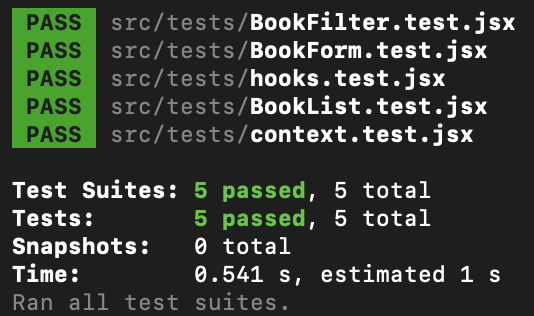 PASS src/tests/BookFilter.test.jsx
PASS src/tests/BookForm.test.jsx
PASS src/tests/hooks.test.jsx
PASS src/tests/BookList.test.jsx
PASS src/tests/context.test.jsx
Test Suites: 5 passed, 5 total
Tests: 5 passed, 5 total
Snapshots: 0 total
Time: 0.541 s, estimated 1 s
Ran all test suites.